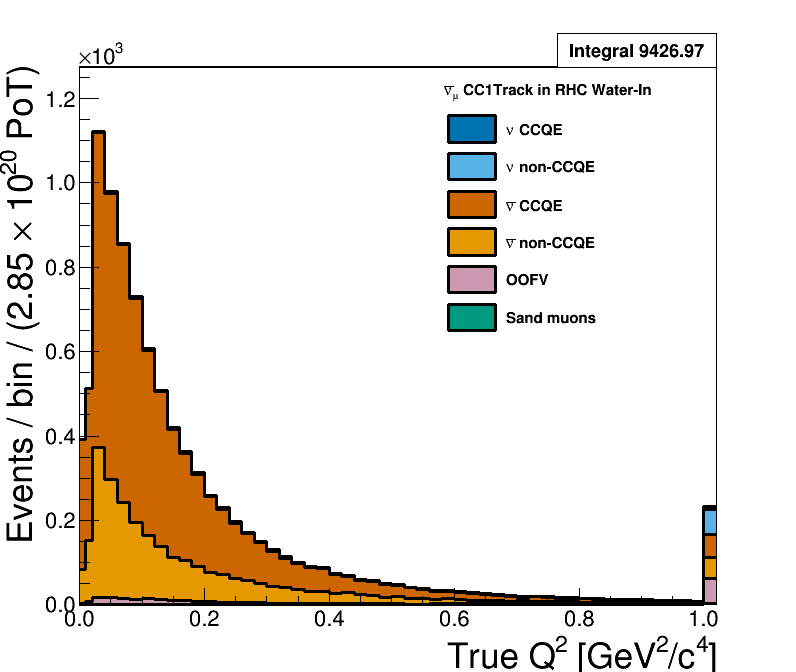 ×10³
Integral 9426.97
ν̅μ CC1Track in RHC Water-In
ν CCQE
ν non-CCQE
ν̅ CCQE
ν̅ non-CCQE
OOFV
Sand muons
Events / bin / (2.85 × 10²⁰ PoT)
1.2
1.0
0.8
0.6
0.4
0.2
0.0
0.0 0.2 0.4 0.6 0.8 1.0
True Q² [GeV²/c⁴]